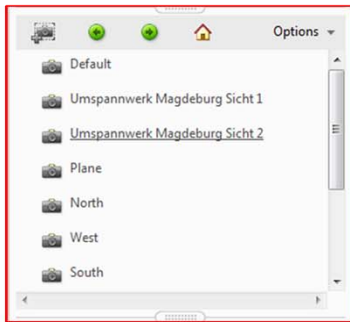 Options
Default
Umspannwerk Magdeburg Sicht 1
Umspannwerk Magdeburg Sicht 2
Plane
North
West
South